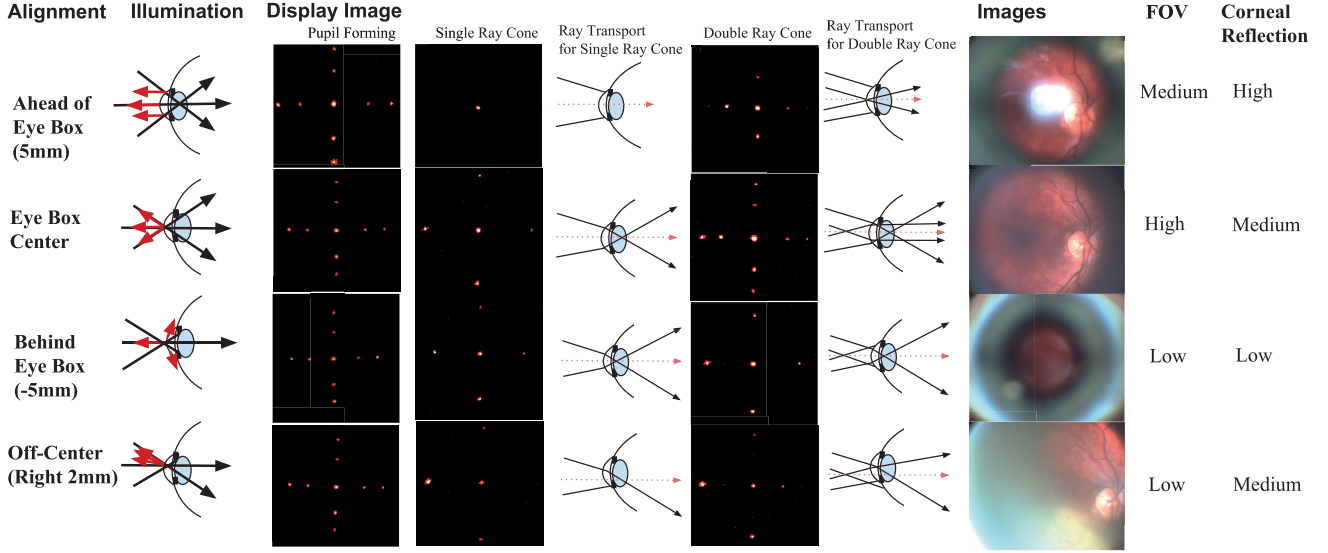 Alignment
Illumination
Display Image
Images
FOV
Corneal
Reflection
Pupil Forming
Single Ray Cone
Ray Transport
for Single Ray Cone
Double Ray Cone
Ray Transport
for Double Ray Cone
Ahead of
Eye Box
(5mm)
Medium
High
Eye Box
Center
High
Medium
Behind
Eye Box
(-5mm)
Low
Low
Off-Center
(Right 2mm)
Low
Medium